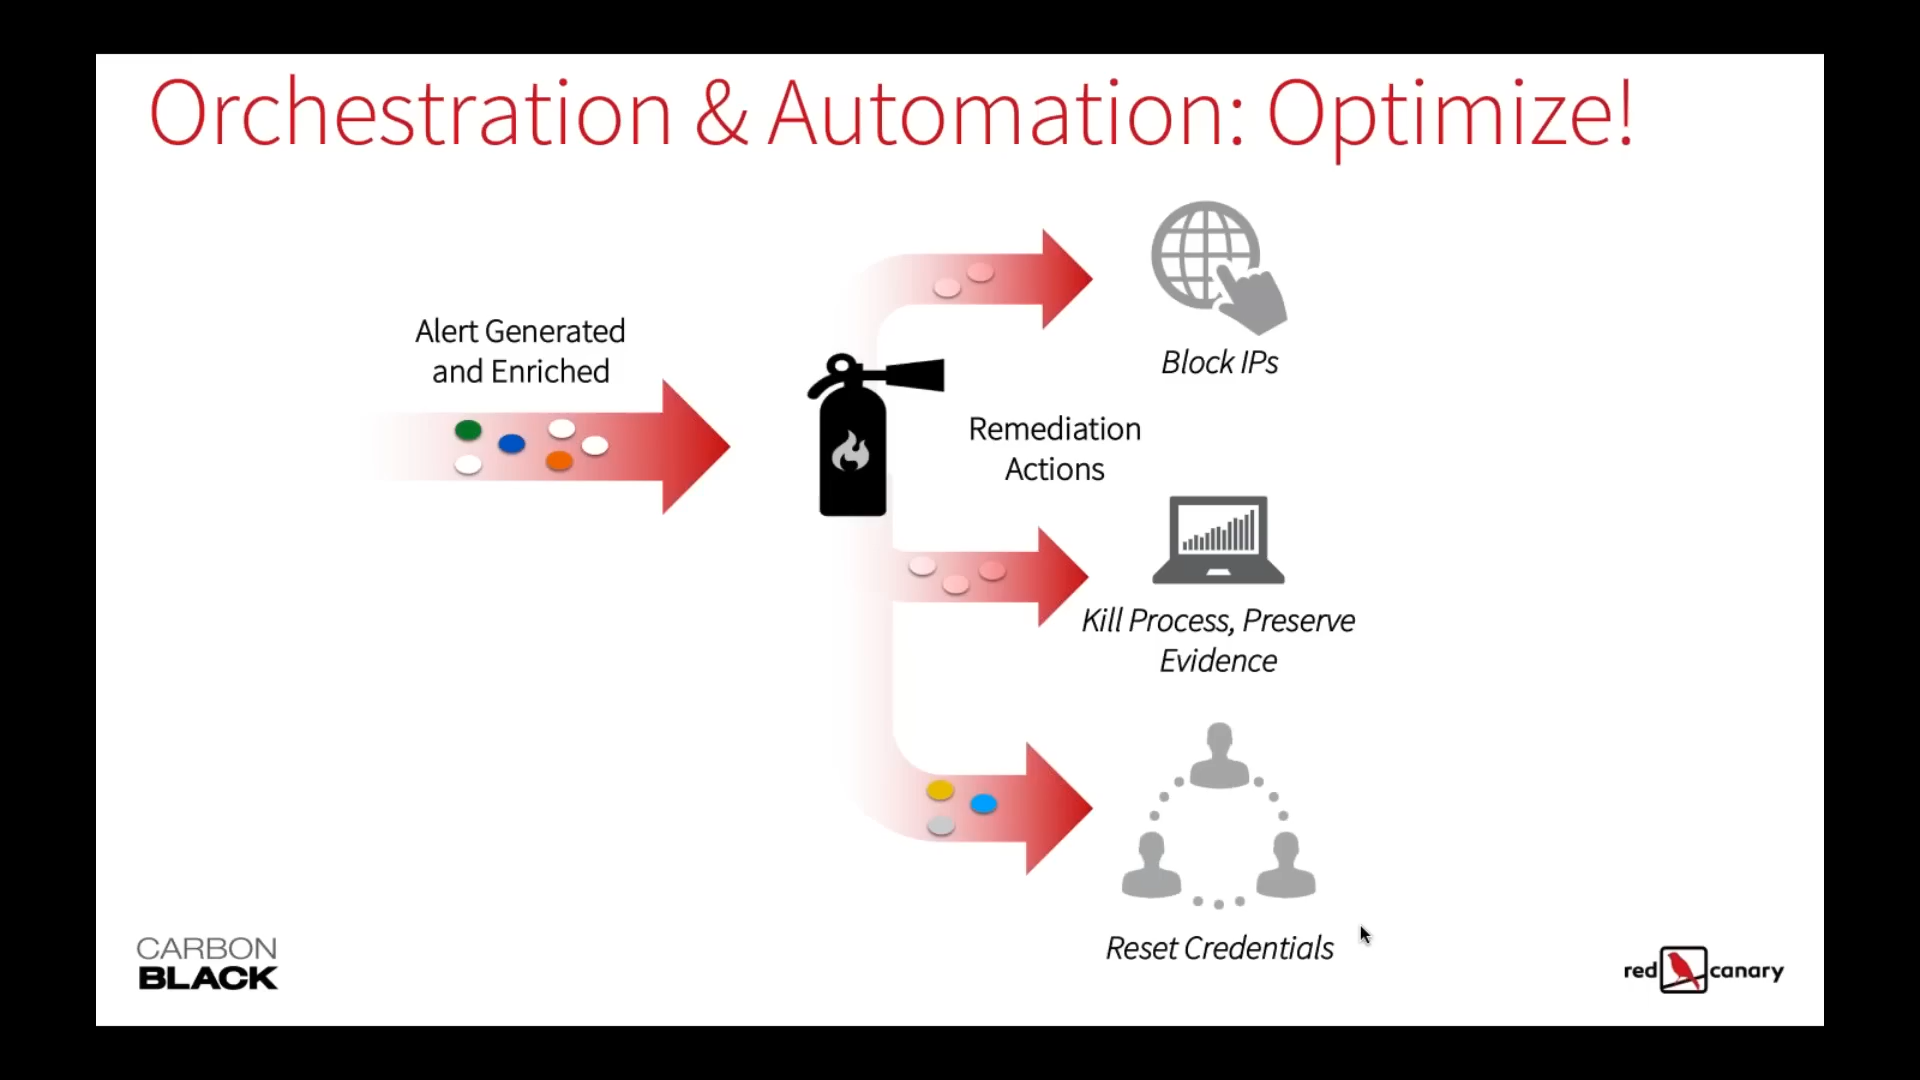 Orchestration & Automation: Optimize!
Alert Generated
and Enriched
Block IPs
Remediation
Actions
Kill Process, Preserve
Evidence
Reset Credentials
CARBON
BLACK
red canary